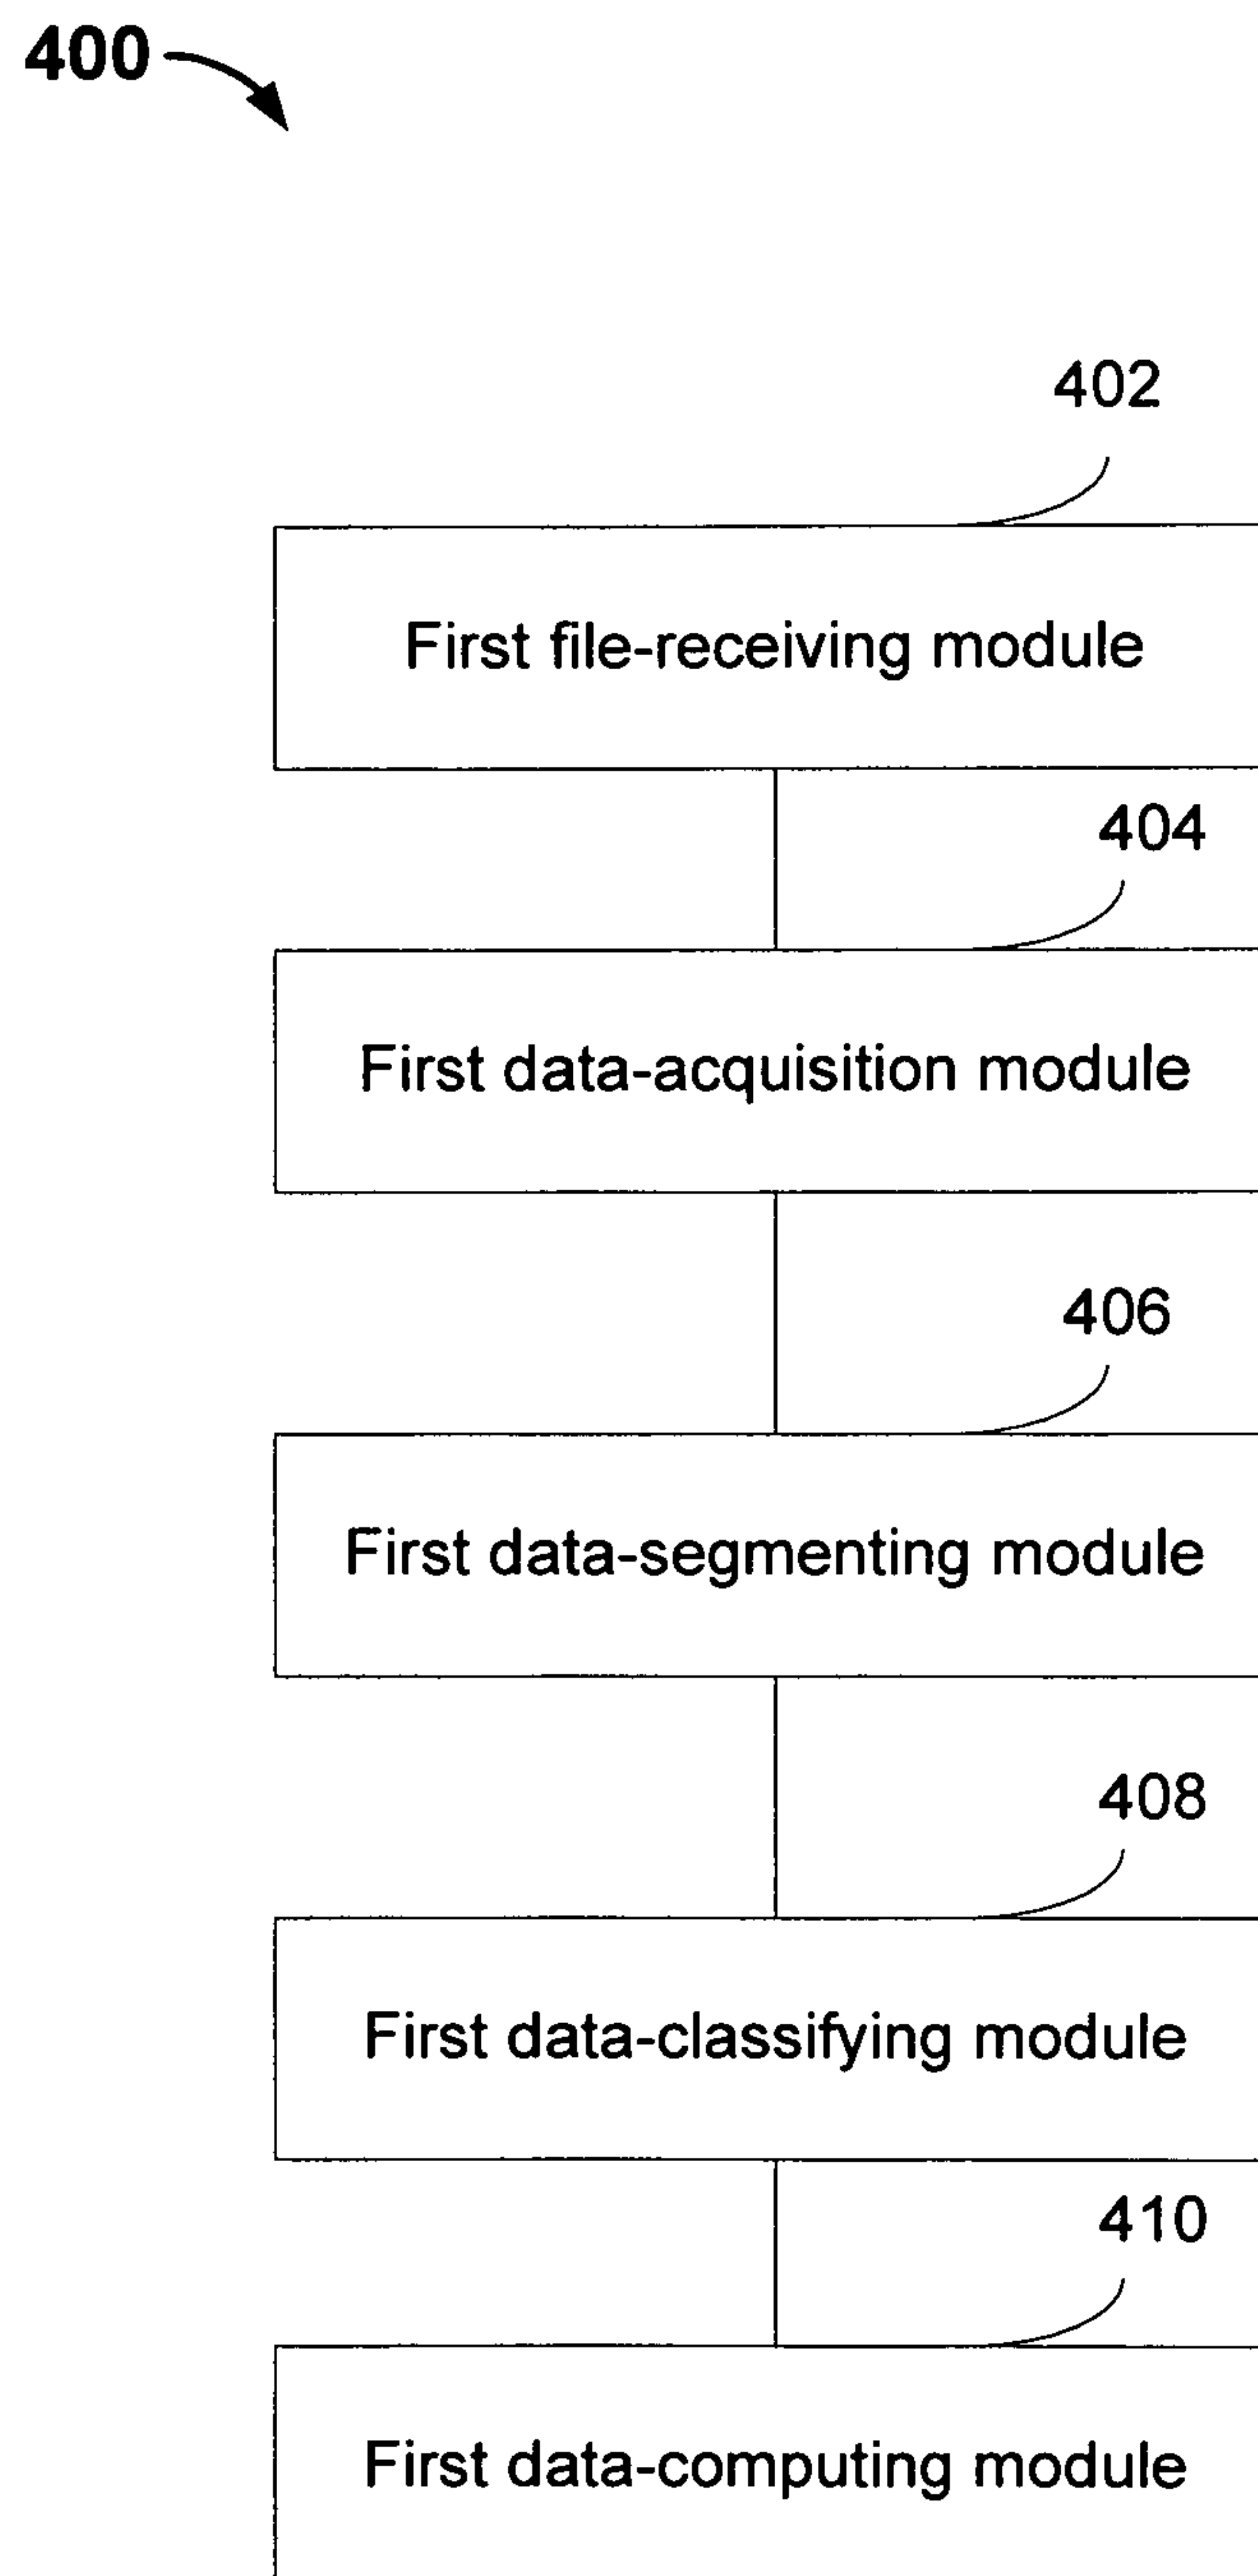 400
402
First file-receiving module
404
First data-acquisition module
406
First data-segmenting module
408
First data-classifying module
410
First data-computing module